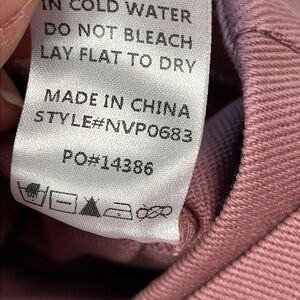 IN COLD WATER
DO NOT BLEACH
LAY FLAT TO DRY
MADE IN CHINA
STYLE#NVP0683
PO#14386